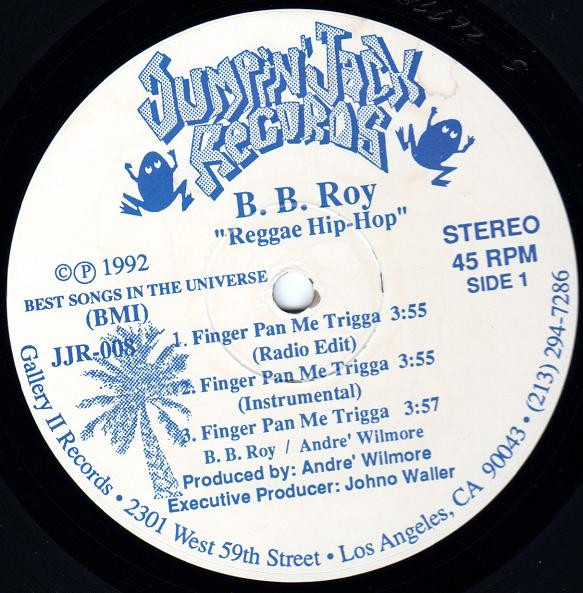 JUMPIN' JACK
RECORDS
B. B. Roy
"Reggae Hip-Hop"
STEREO
45 RPM
SIDE 1
©℗ 1992
BEST SONGS IN THE UNIVERSE
(BMI)
JJR-008
1. Finger Pan Me Trigga 3:55
(Radio Edit)
2. Finger Pan Me Trigga 3:55
(Instrumental)
3. Finger Pan Me Trigga 3:57
B. B. Roy / Andre' Wilmore
Produced by: Andre' Wilmore
Executive Producer: Johno Waller
Gallery II Records • 2301 West 59th Street • Los Angeles, CA 90043 • (213) 294-7286